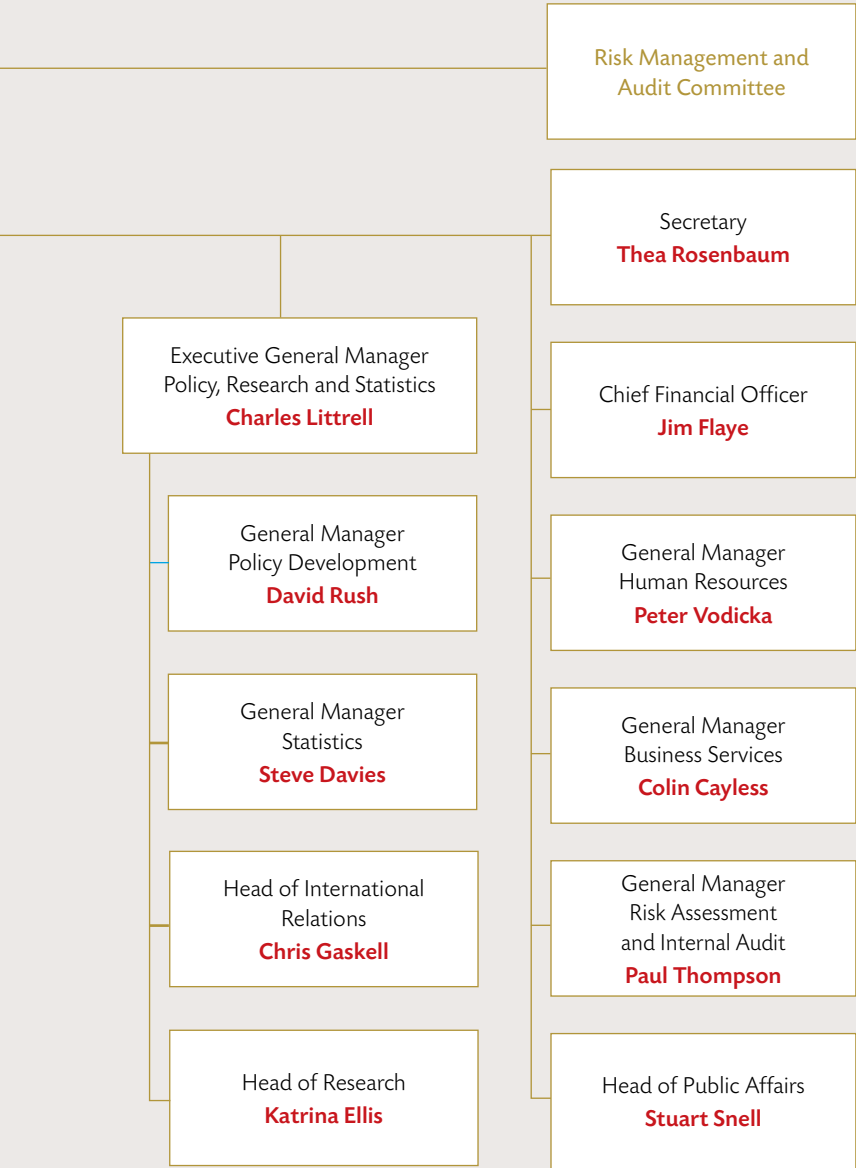 Risk Management and
Audit Committee
Secretary
Thea Rosenbaum
Executive General Manager
Policy, Research and Statistics
Charles Littrell
General Manager
Policy Development
David Rush
General Manager
Statistics
Steve Davies
Head of International
Relations
Chris Gaskell
Head of Research
Katrina Ellis
Chief Financial Officer
Jim Flaye
General Manager
Human Resources
Peter Vodicka
General Manager
Business Services
Colin Cayless
General Manager
Risk Assessment
and Internal Audit
Paul Thompson
Head of Public Affairs
Stuart Snell